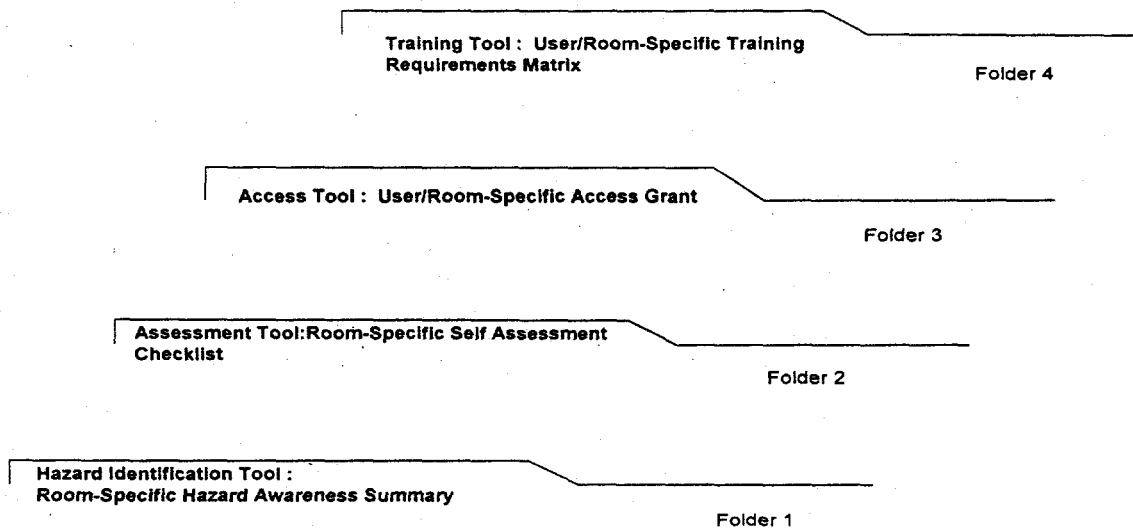 Training Tool : User/Room-Specific Training
Requirements Matrix
Folder 4
Access Tool : User/Room-Specific Access Grant
Folder 3
Assessment Tool:Room-Specific Self Assessment
Checklist
Folder 2
Hazard Identification Tool :
Room-Specific Hazard Awareness Summary
Folder 1